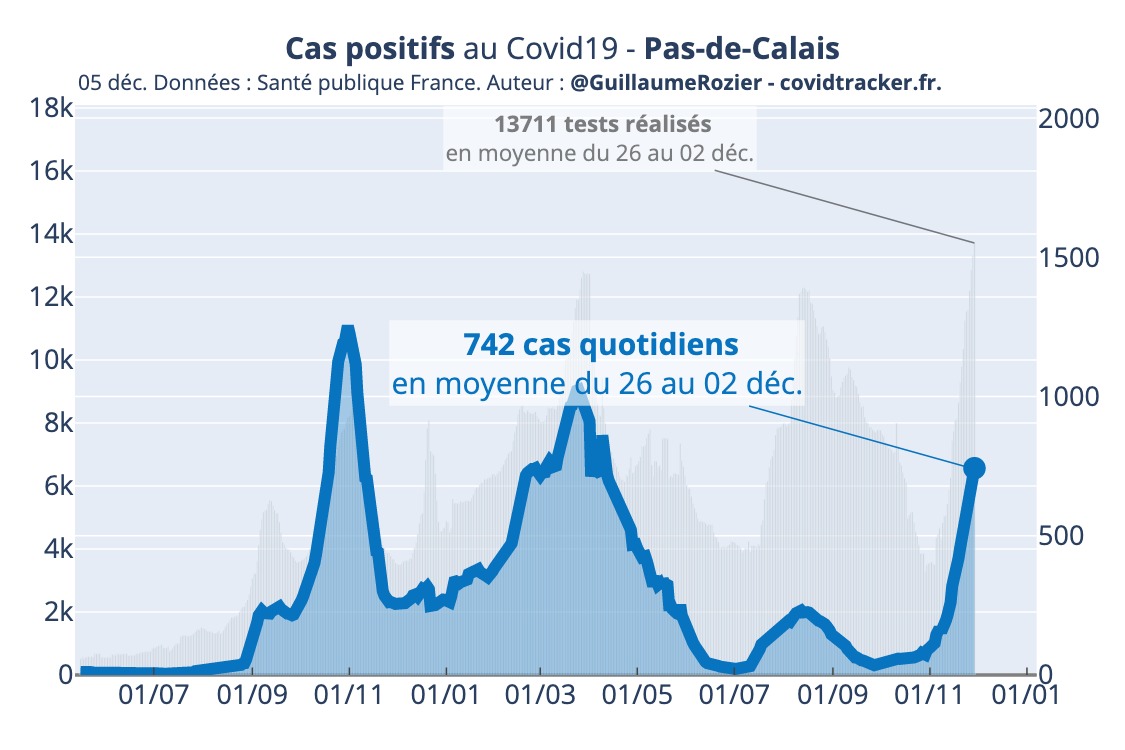 Cas positifs au Covid19 - Pas-de-Calais
05 déc. Données : Santé publique France. Auteur : @GuillaumeRozier - covidtracker.fr.
18k
16k
14k
12k
10k
8k
6k
4k
2k
0
2000
1500
1000
500
0
13711 tests réalisés
en moyenne du 26 au 02 déc.
742 cas quotidiens
en moyenne du 26 au 02 déc.
01/07 01/09 01/11 01/01 01/03 01/05 01/07 01/09 01/11 01/01